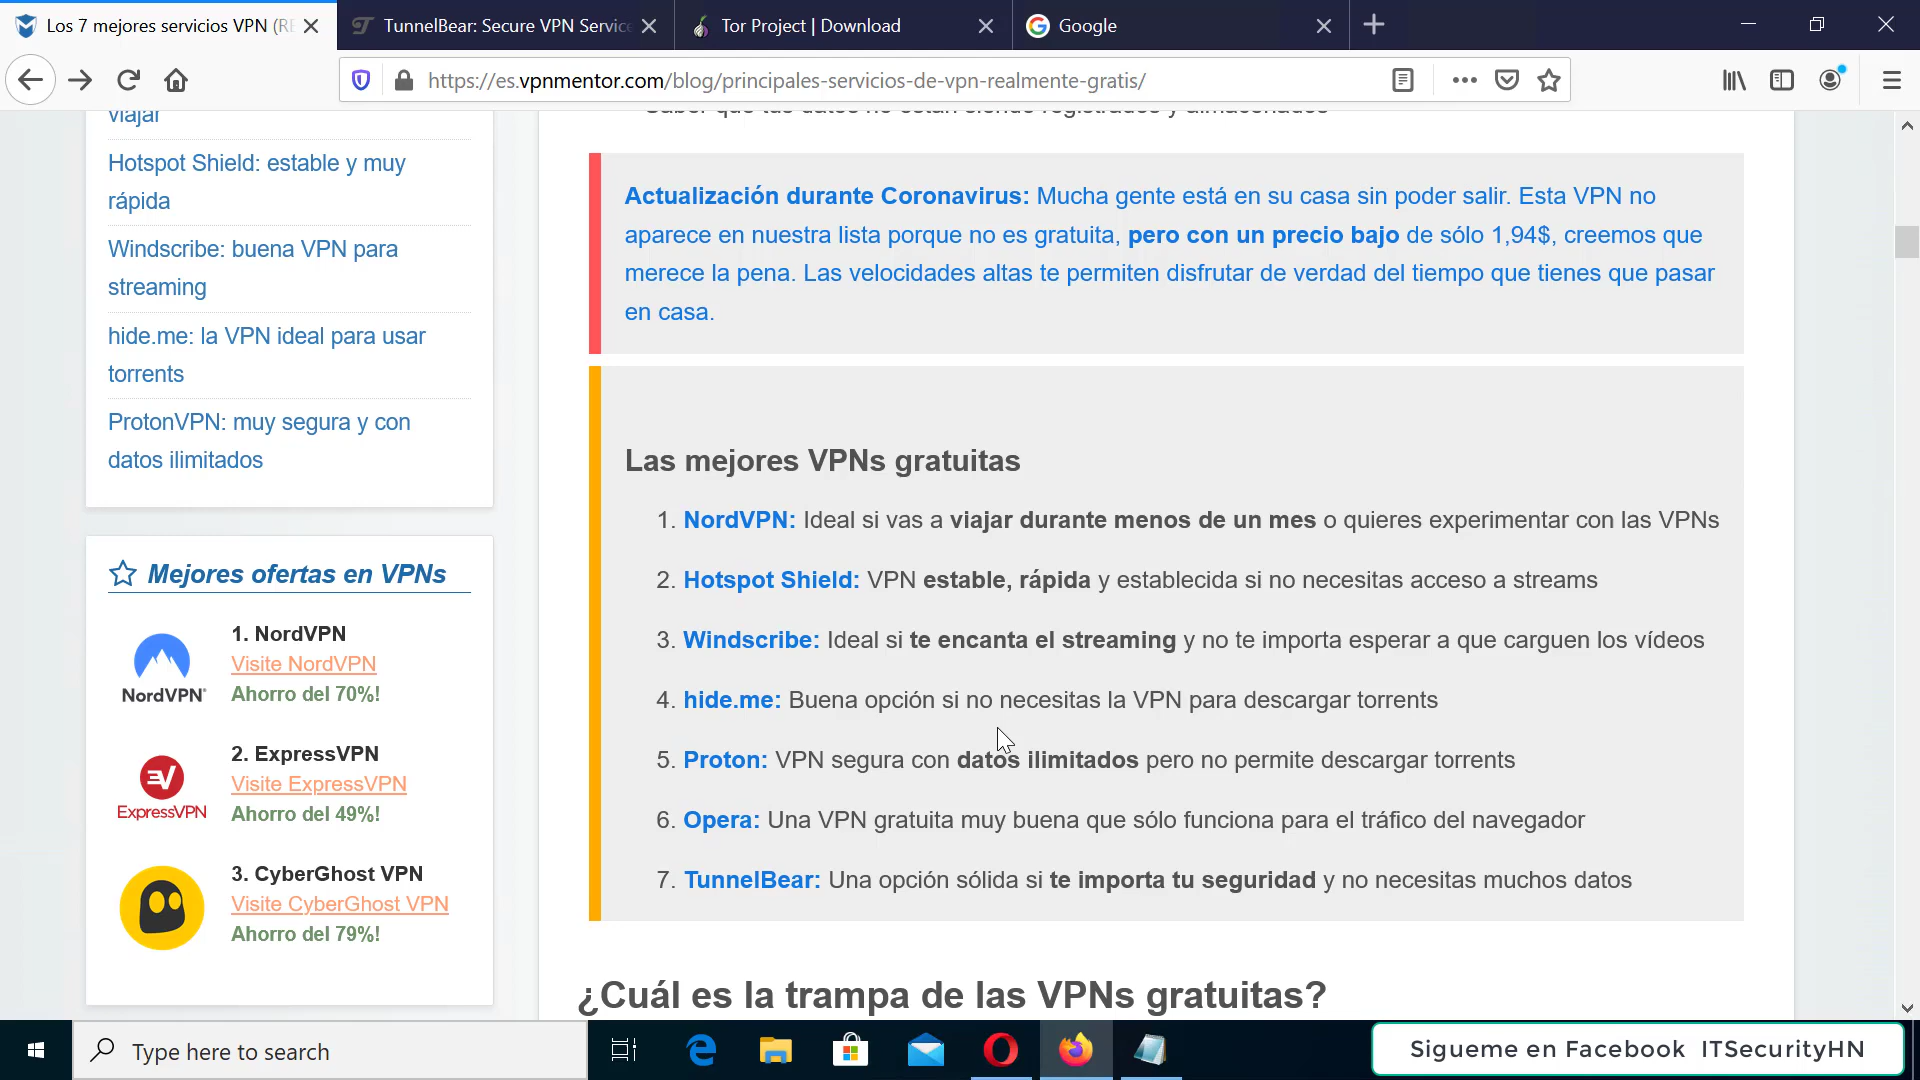 Los 7 mejores servicios VPN (RE
TunnelBear: Secure VPN Service
Tor Project | Download
Google
https://es.vpnmentor.com/blog/principales-servicios-de-vpn-realmente-gratis/
viajar
Hotspot Shield: estable y muy
rápida
Windscribe: buena VPN para
streaming
hide.me: la VPN ideal para usar
torrents
ProtonVPN: muy segura y con
datos ilimitados
Mejores ofertas en VPNs
NordVPN
1. NordVPN
Visite NordVPN
Ahorro del 70%!
ExpressVPN
2. ExpressVPN
Visite ExpressVPN
Ahorro del 49%!
3. CyberGhost VPN
Visite CyberGhost VPN
Ahorro del 79%!
Saber que tus datos no están siendo registrados y almacenados
Actualización durante Coronavirus: Mucha gente está en su casa sin poder salir. Esta VPN no
aparece en nuestra lista porque no es gratuita, pero con un precio bajo de sólo 1,94$, creemos que
merece la pena. Las velocidades altas te permiten disfrutar de verdad del tiempo que tienes que pasar
en casa.
Las mejores VPNs gratuitas
1. NordVPN: Ideal si vas a viajar durante menos de un mes o quieres experimentar con las VPNs
2. Hotspot Shield: VPN estable, rápida y establecida si no necesitas acceso a streams
3. Windscribe: Ideal si te encanta el streaming y no te importa esperar a que carguen los vídeos
4. hide.me: Buena opción si no necesitas la VPN para descargar torrents
5. Proton: VPN segura con datos ilimitados pero no permite descargar torrents
6. Opera: Una VPN gratuita muy buena que sólo funciona para el tráfico del navegador
7. TunnelBear: Una opción sólida si te importa tu seguridad y no necesitas muchos datos
¿Cuál es la trampa de las VPNs gratuitas?
Type here to search
Sigueme en Facebook ITSecurityHN